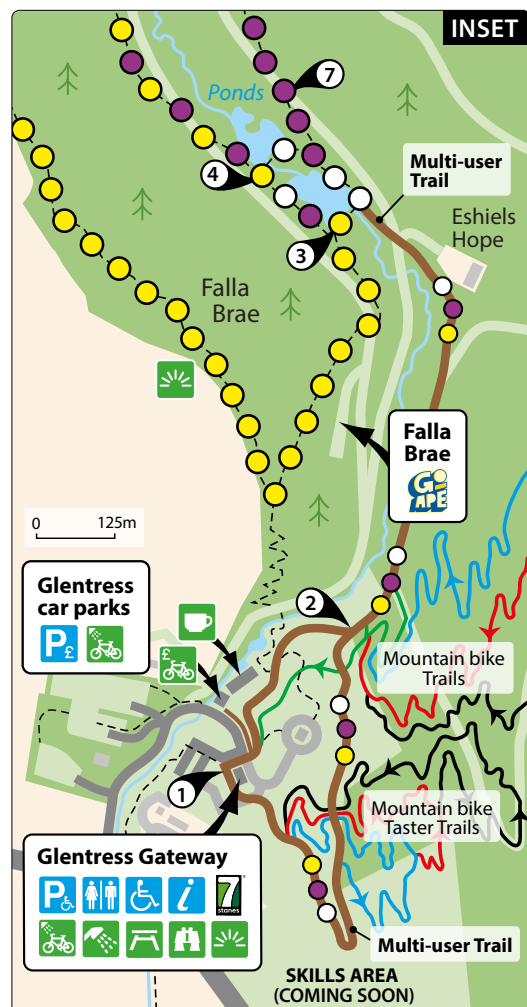 INSET
7
Ponds
4
Multi-user
Trail
Eshiels
Hope
3
Falla
Brae
Falla
Brae
GO
APE
0 125m
Glentress
car parks
P£
£
2
Mountain bike
Trails
1
Mountain bike
Taster Trails
Glentress Gateway
P i 7
stanes
Multi-user Trail
SKILLS AREA
(COMING SOON)